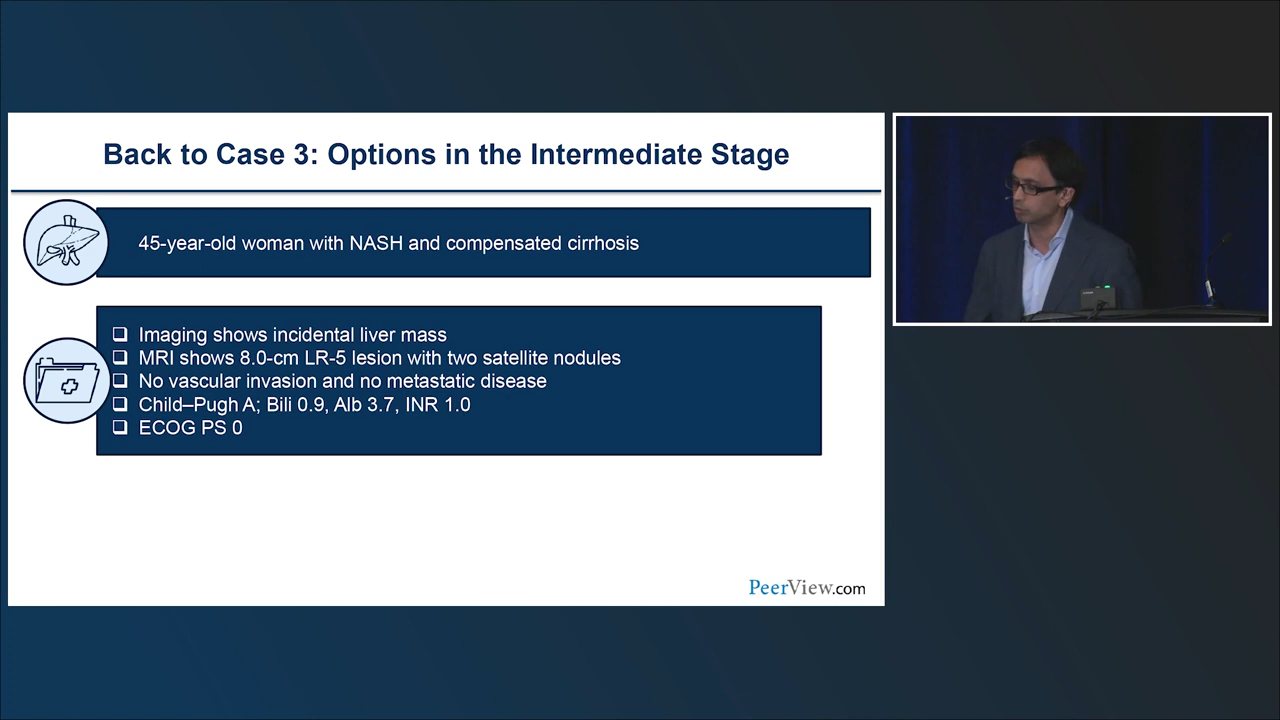 Back to Case 3: Options in the Intermediate Stage
45-year-old woman with NASH and compensated cirrhosis
Imaging shows incidental liver mass
MRI shows 8.0-cm LR-5 lesion with two satellite nodules
No vascular invasion and no metastatic disease
Child–Pugh A; Bili 0.9, Alb 3.7, INR 1.0
ECOG PS 0
PeerView.com